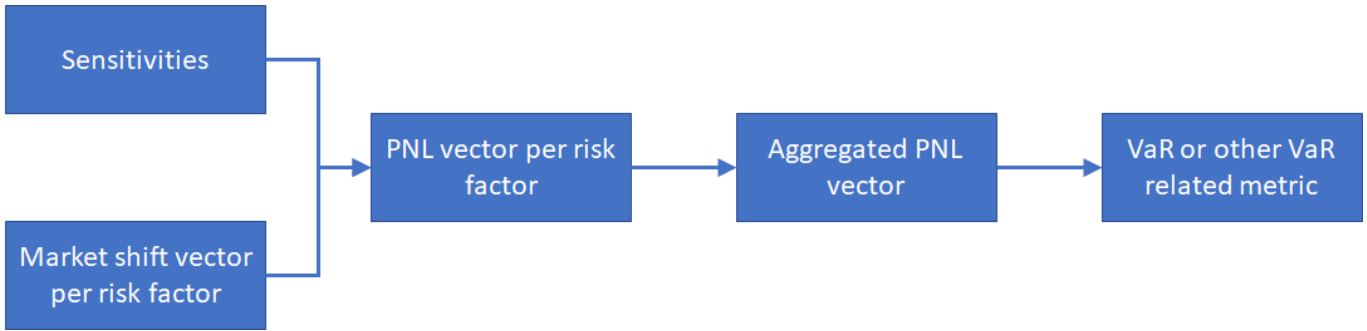 Sensitivities
Market shift vector
per risk factor
PNL vector per risk
factor
Aggregated PNL
vector
VaR or other VaR
related metric